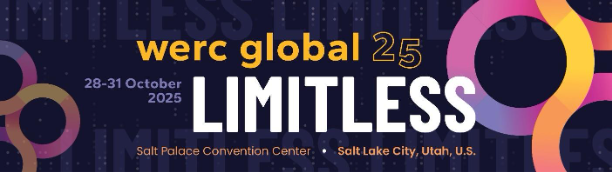 werc global 25
28-31 October
2025
LIMITLESS
Salt Palace Convention Center • Salt Lake City, Utah, U.S.